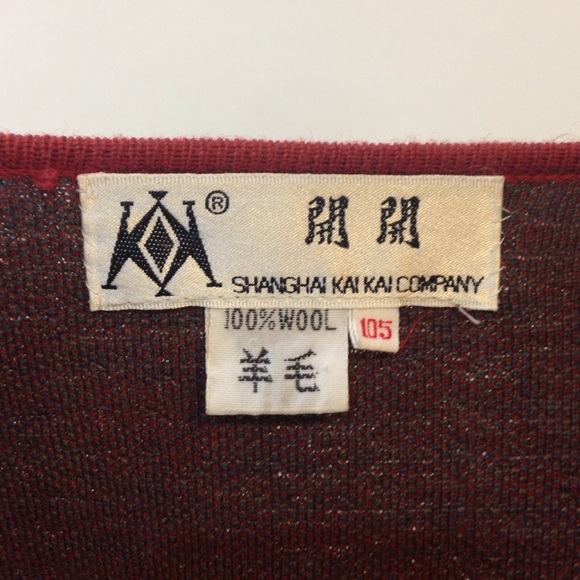 ® 開開
SHANGHAI KAI KAI COMPANY
100%WOOL
105
羊毛